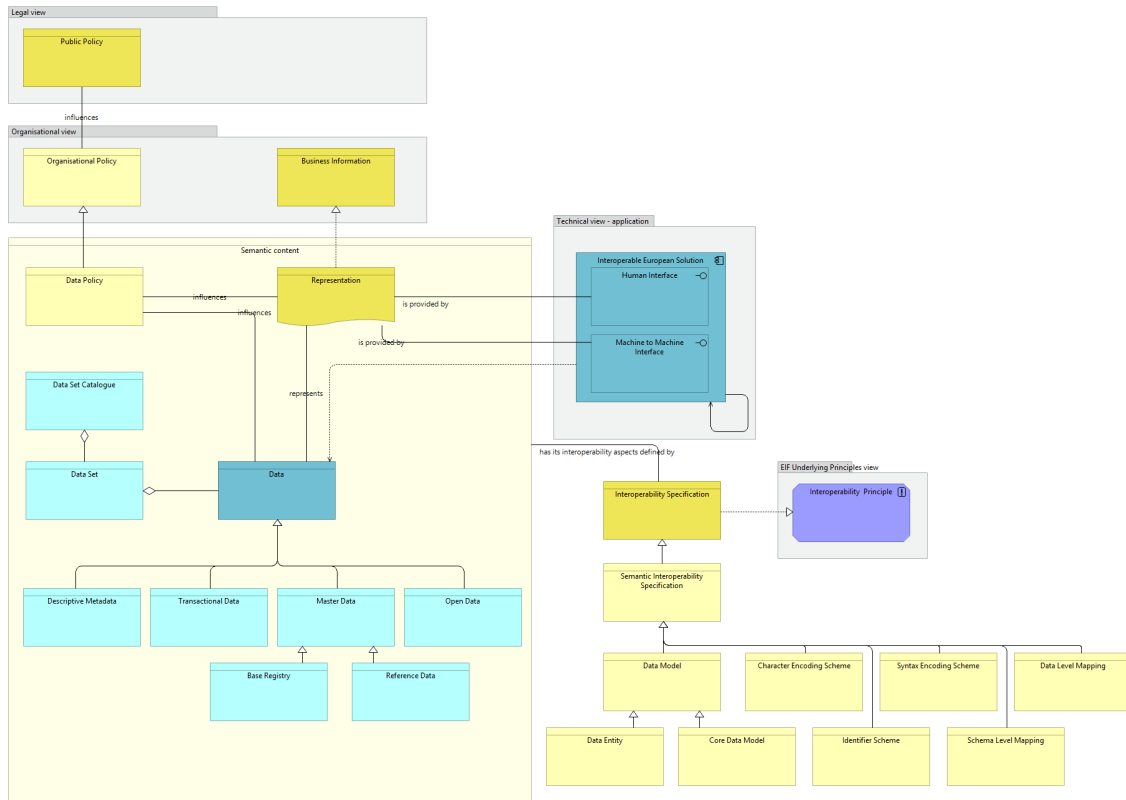 Legal view
Public Policy
influences
Organisational view
Organisational Policy
Business Information
Technical view - application
Semantic content
Interoperable European Solution
Human Interface
Data Policy
Representation
influences
is provided by
influences
is provided by
Machine to Machine
Interface
Data Set Catalogue
represents
has its interoperability aspects defined by
EIF Underlying Principles view
Data Set
Data
Interoperability Specification
Interoperability  Principle
Semantic Interoperability
Specification
Descriptive Metadata
Transactional Data
Master Data
Open Data
Data Model
Character Encoding Scheme
Syntax Encoding Scheme
Data Level Mapping
Base Registry
Reference Data
Data Entity
Core Data Model
Identifier Scheme
Schema Level Mapping